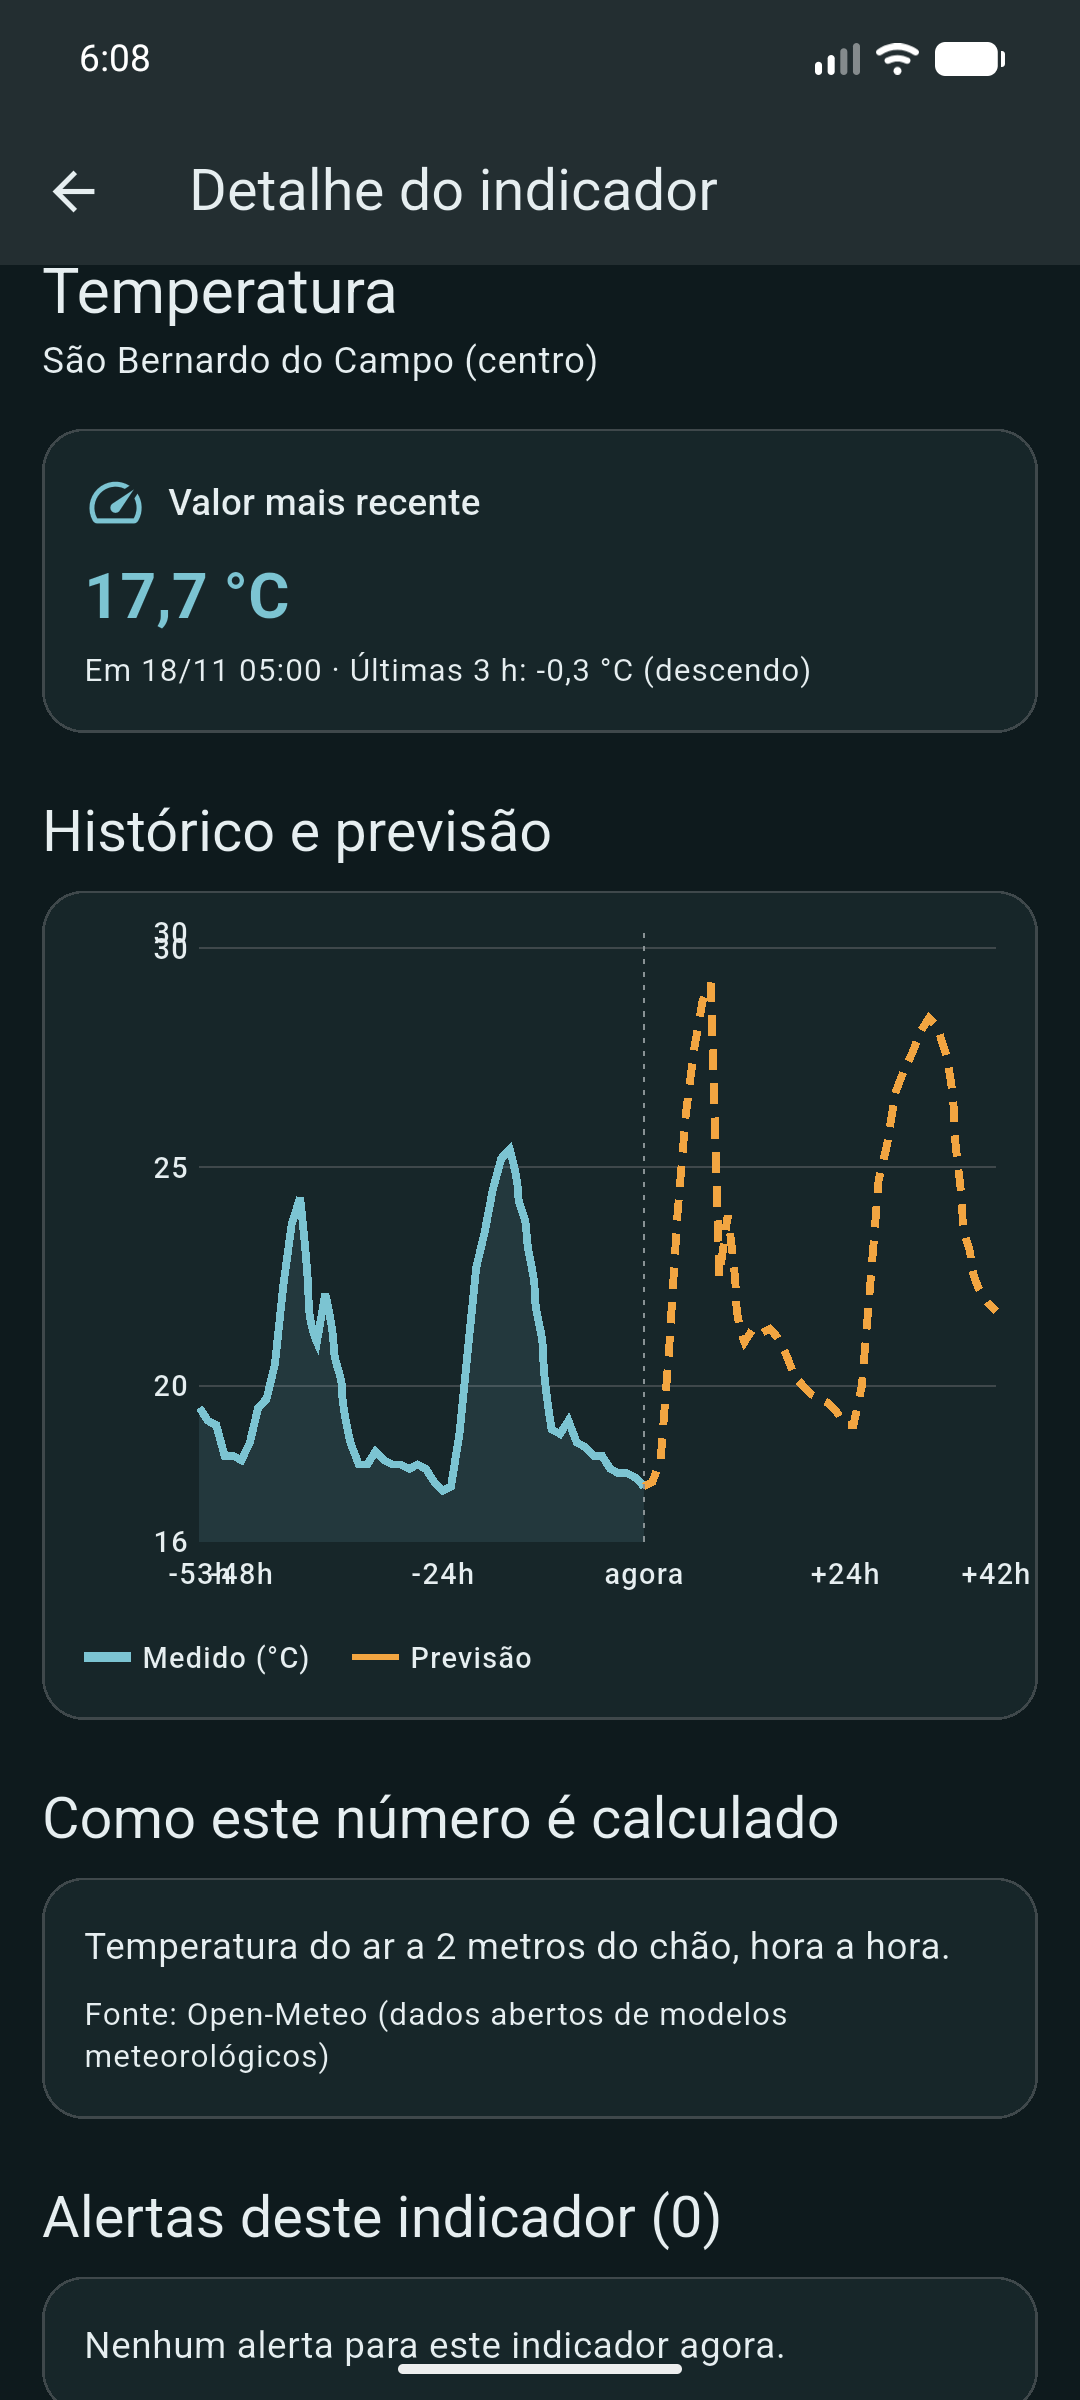 6:08
Detalhe do indicador
Temperatura
São Bernardo do Campo (centro)
Valor mais recente
17,7 °C
Em 18/11 05:00 · Últimas 3 h: -0,3 °C (descendo)
Histórico e previsão
30
30
25
20
16
-53h -48h -24h agora +24h +42h
Medido (°C) Previsão
Como este número é calculado
Temperatura do ar a 2 metros do chão, hora a hora.
Fonte: Open-Meteo (dados abertos de modelos
meteorológicos)
Alertas deste indicador (0)
Nenhum alerta para este indicador agora.